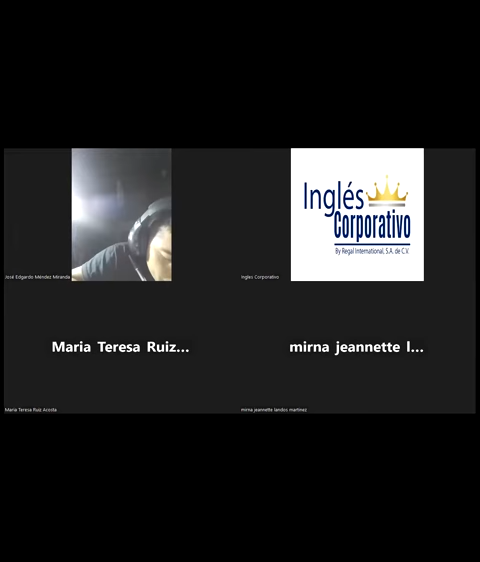 Inglés
Corporativo
By Regal International, S.A. de C.V.
José Edgardo Méndez Miranda
Ingles Corporativo
Maria Teresa Ruiz...
mirna jeannette l...
Maria Teresa Ruiz Acosta
mirna jeannette landos martinez